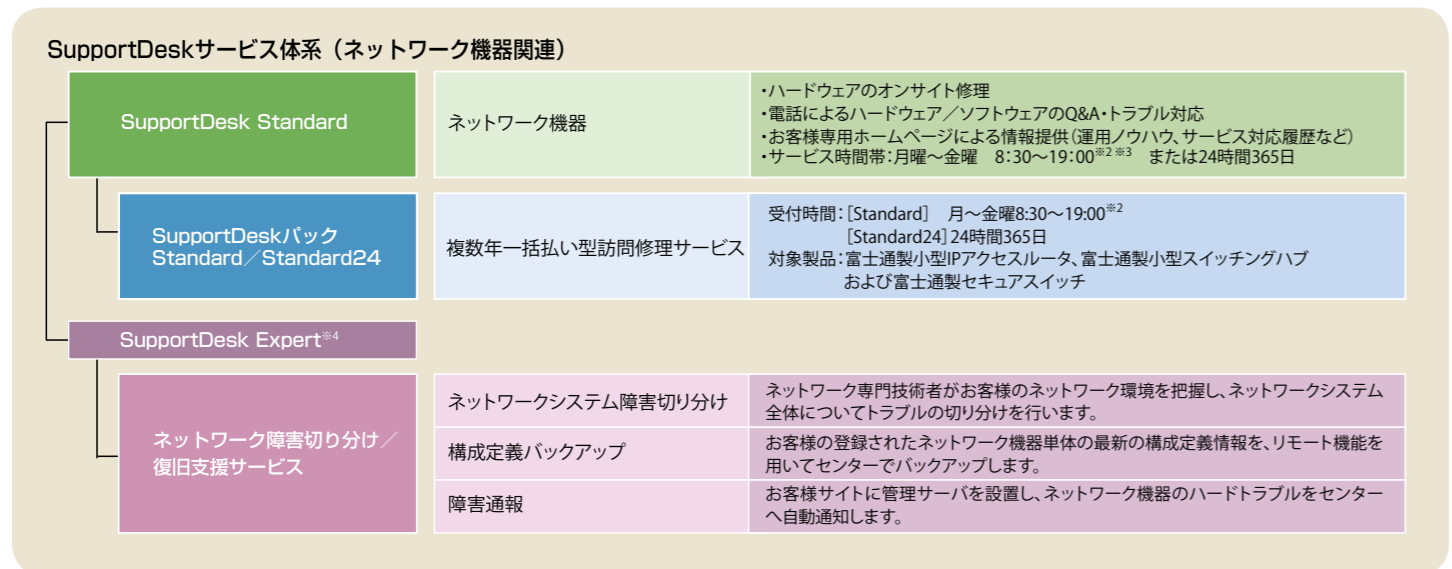 SupportDeskサービス体系（ネットワーク機器関連）
SupportDesk Standard
ネットワーク機器
・ハードウェアのオンサイト修理
・電話によるハードウェア／ソフトウェアのQ&A・トラブル対応
・お客様専用ホームページによる情報提供（運用ノウハウ、サービス対応履歴など）
・サービス時間帯：月曜～金曜　8：30～19：00※2 ※3　または24時間365日
SupportDeskパック
Standard／Standard24
複数年一括払い型訪問修理サービス
受付時間：［Standard］　月～金曜8:30～19:00※2
［Standard24］24時間365日
対象製品：富士通製小型IPアクセスルータ、富士通製小型スイッチングハブ
および富士通製セキュアスイッチ
SupportDesk Expert※4
ネットワーク障害切り分け／
復旧支援サービス
ネットワークシステム障害切り分け
ネットワーク専門技術者がお客様のネットワーク環境を把握し、ネットワークシステム
全体についてトラブルの切り分けを行います。
構成定義バックアップ
お客様の登録されたネットワーク機器単体の最新の構成定義情報を、リモート機能を
用いてセンターでバックアップします。
障害通報
お客様サイトに管理サーバを設置し、ネットワーク機器のハードトラブルをセンター
へ自動通知します。